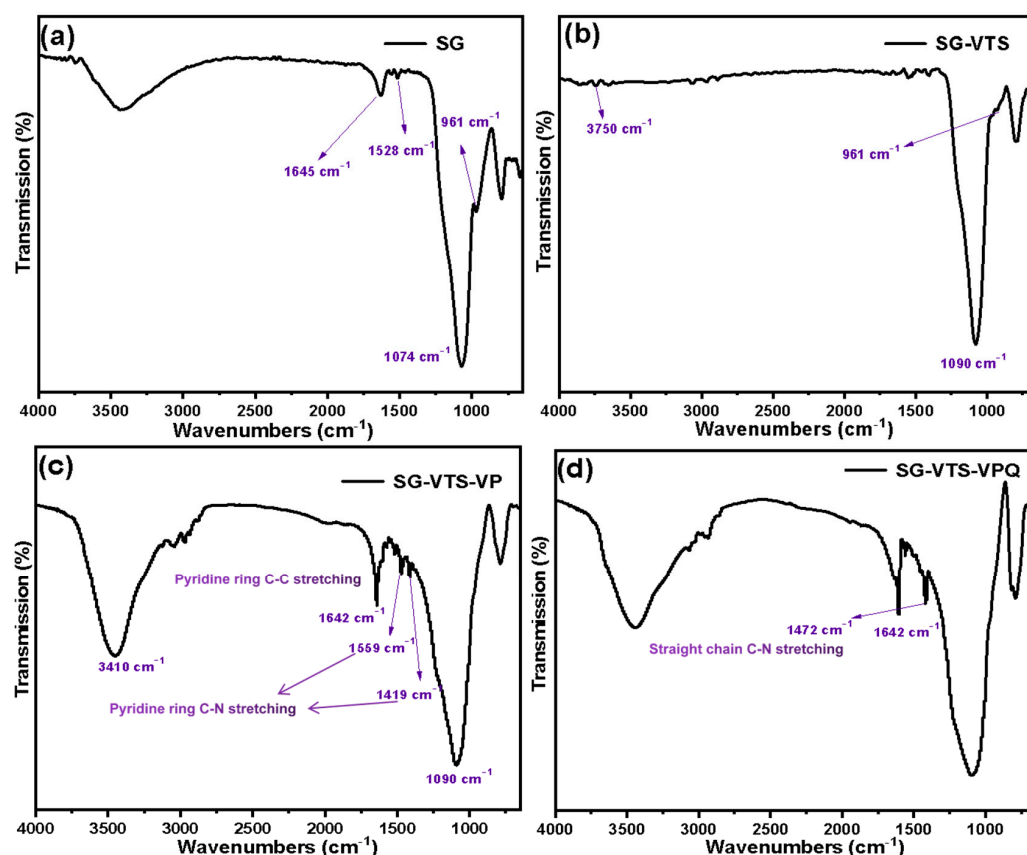 (a)
SG
961 cm⁻¹
1528 cm⁻¹
1645 cm⁻¹
1074 cm⁻¹
Transmission (%)
4000 3500 3000 2500 2000 1500 1000
Wavenumbers (cm⁻¹)
(b)
SG-VTS
3750 cm⁻¹
961 cm⁻¹
1090 cm⁻¹
Transmission (%)
4000 3500 3000 2500 2000 1500 1000
Wavenumbers (cm⁻¹)
(c)
SG-VTS-VP
Pyridine ring C-C stretching
1642 cm⁻¹
1559 cm⁻¹
3410 cm⁻¹
1419 cm⁻¹
Pyridine ring C-N stretching
1090 cm⁻¹
Transmission (%)
4000 3500 3000 2500 2000 1500 1000
Wavenumbers (cm⁻¹)
(d)
SG-VTS-VPQ
1472 cm⁻¹
1642 cm⁻¹
Straight chain C-N stretching
Transmission (%)
4000 3500 3000 2500 2000 1500 1000
Wavenumbers (cm⁻¹)